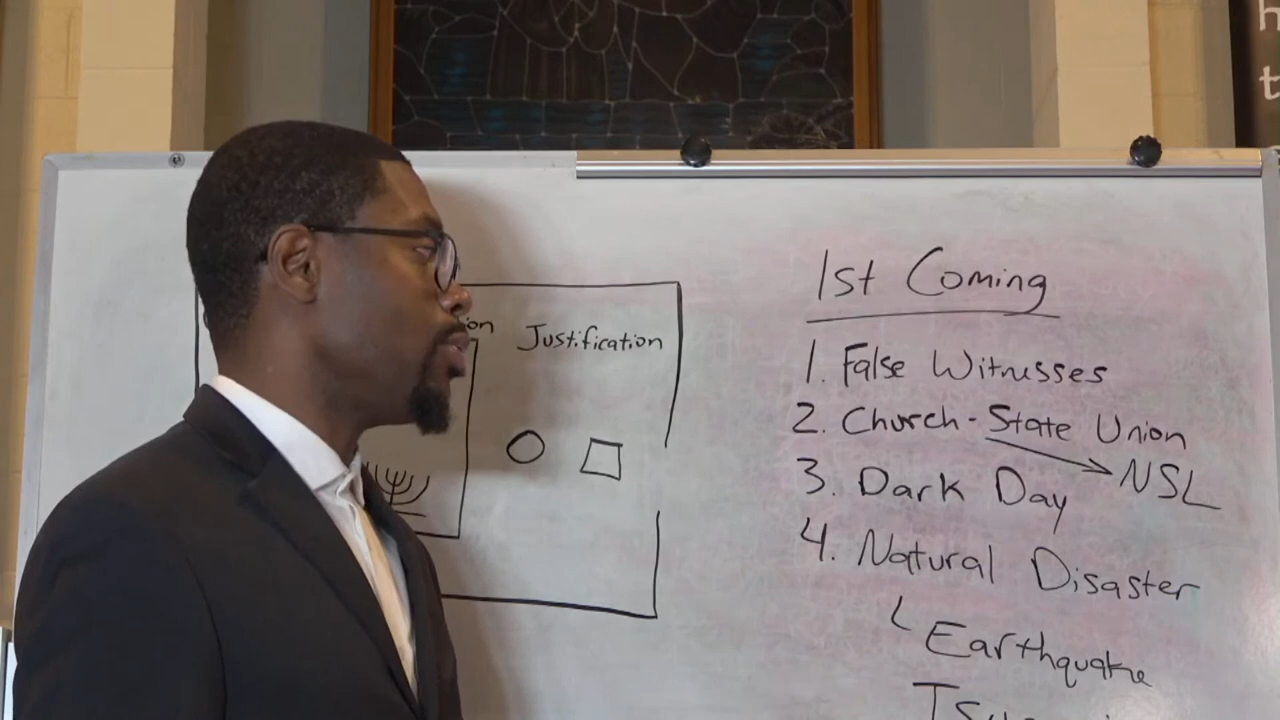 1st Coming
Justification
1. False Witnesses
2. Church-State Union
NSL
3. Dark Day
4. Natural Disaster
Earthquake